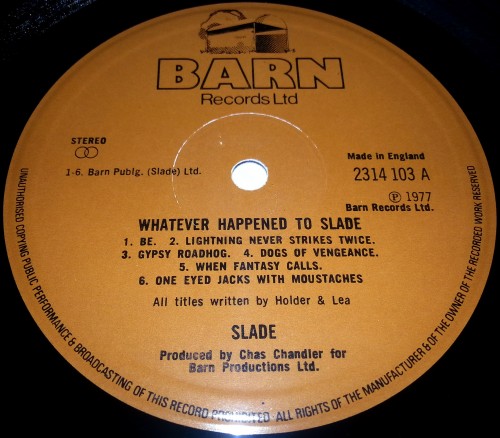 BARN
Records Ltd
STEREO
1-6. Barn Publg. (Slade) Ltd.
Made in England
2314 103 A
Ⓟ 1977
Barn Records Ltd.
WHATEVER HAPPENED TO SLADE
1. BE. 2. LIGHTNING NEVER STRIKES TWICE.
3. GYPSY ROADHOG. 4. DOGS OF VENGEANCE.
5. WHEN FANTASY CALLS.
6. ONE EYED JACKS WITH MOUSTACHES
All titles written by Holder & Lea
SLADE
Produced by Chas Chandler for
Barn Productions Ltd.
UNAUTHORISED COPYING PUBLIC PERFORMANCE & BROADCASTING OF THIS RECORD PROHIBITED ALL RIGHTS OF THE MANUFACTURER & OF THE OWNER OF THE RECORDED WORK RESERVED